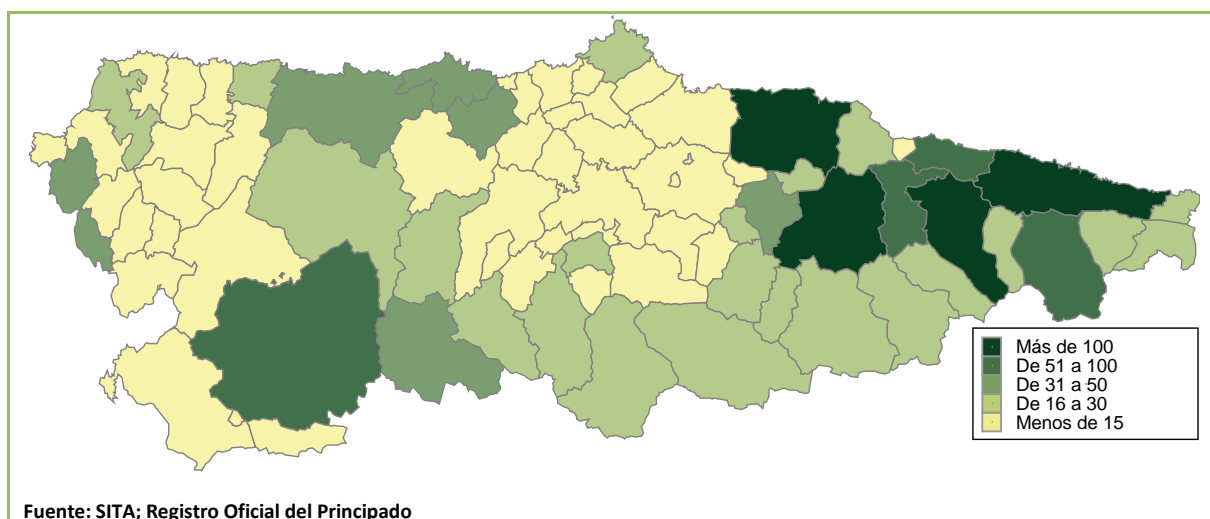 Más de 100
De 51 a 100
De 31 a 50
De 16 a 30
Menos de 15
Fuente: SITA; Registro Oficial del Principado